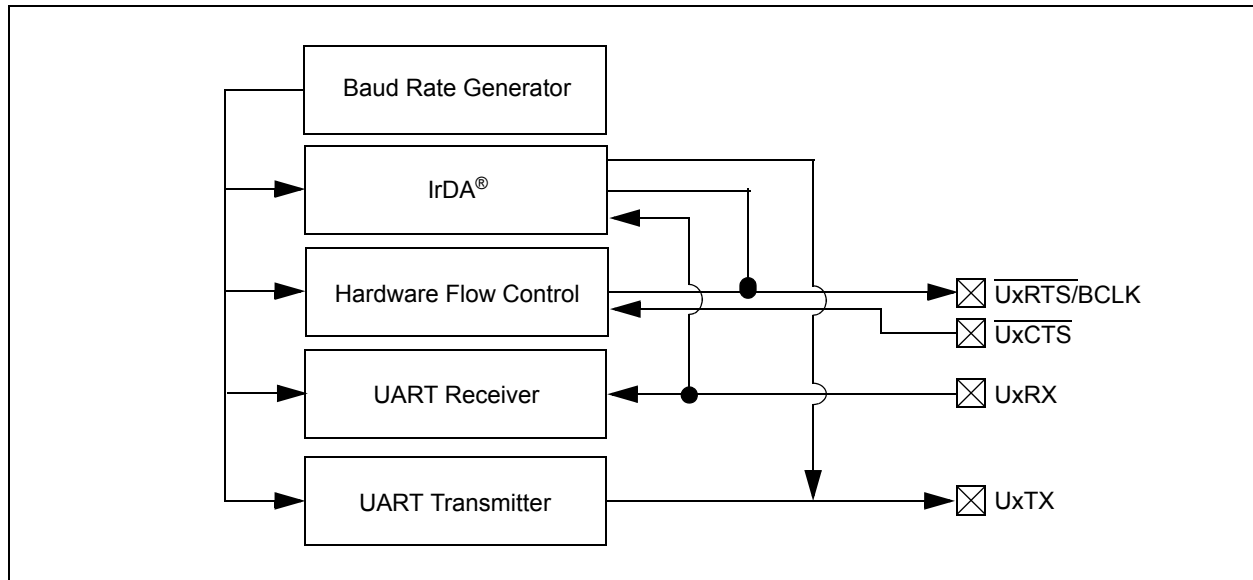 Baud Rate Generator
IrDA®
Hardware Flow Control
UxRTS/BCLK
UxCTS
UART Receiver
UxRX
UART Transmitter
UxTX